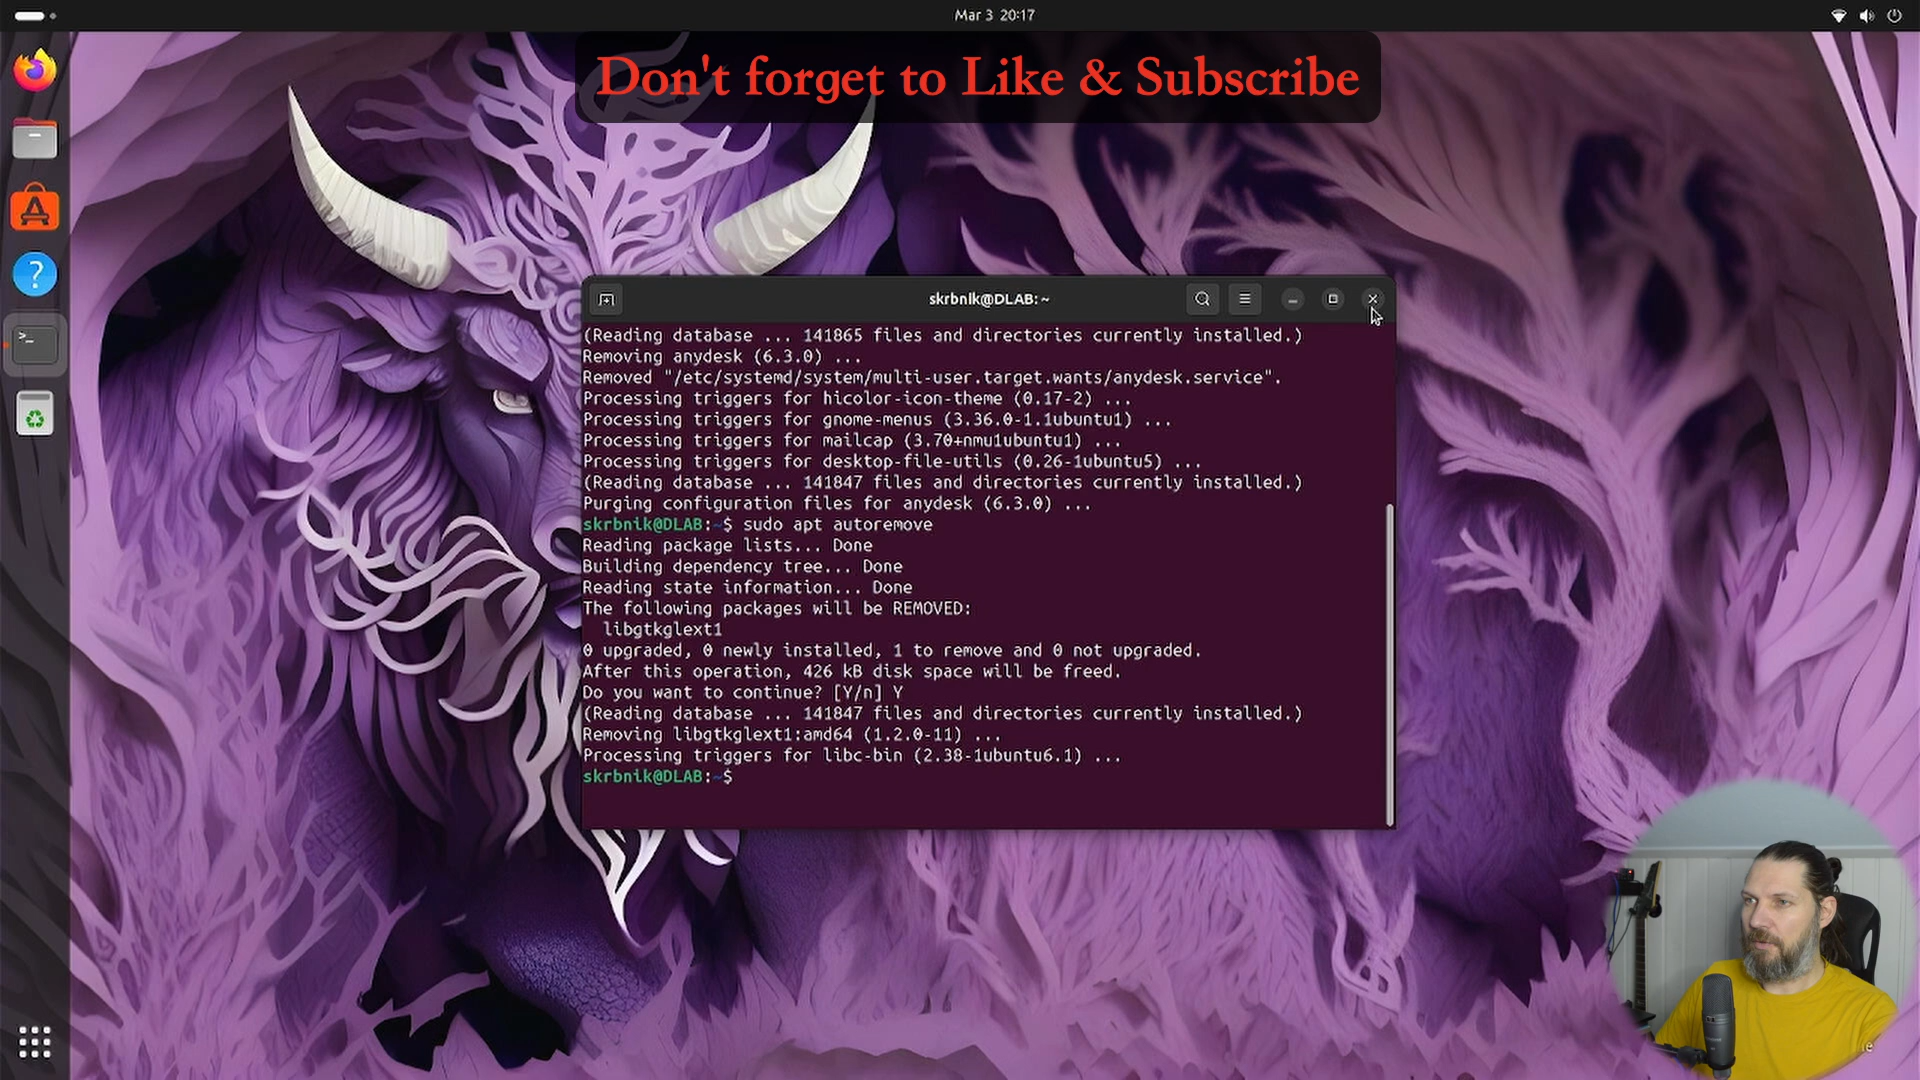 Mar 3 20:17
Don't forget to Like & Subscribe
skrbnik@DLAB: ~
(Reading database ... 141865 files and directories currently installed.)
Removing anydesk (6.3.0) ...
Removed "/etc/systemd/system/multi-user.target.wants/anydesk.service".
Processing triggers for hicolor-icon-theme (0.17-2) ...
Processing triggers for gnome-menus (3.36.0-1.1ubuntu1) ...
Processing triggers for mailcap (3.70+nmu1ubuntu1) ...
Processing triggers for desktop-file-utils (0.26-1ubuntu5) ...
(Reading database ... 141847 files and directories currently installed.)
Purging configuration files for anydesk (6.3.0) ...
skrbnik@DLAB:~$ sudo apt autoremove
Reading package lists... Done
Building dependency tree... Done
Reading state information... Done
The following packages will be REMOVED:
libgtkglext1
0 upgraded, 0 newly installed, 1 to remove and 0 not upgraded.
After this operation, 426 kB disk space will be freed.
Do you want to continue? [Y/n] Y
(Reading database ... 141847 files and directories currently installed.)
Removing libgtkglext1:amd64 (1.2.0-11) ...
Processing triggers for libc-bin (2.38-1ubuntu6.1) ...
skrbnik@DLAB:~$